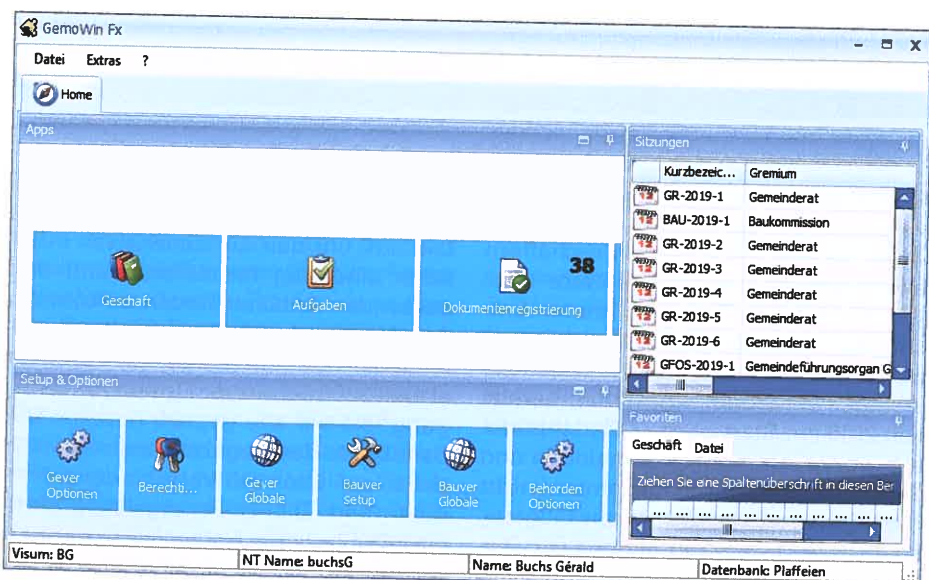 GemoWin Fx
Datei Extras ?
Home
Apps
Geschäft
Aufgaben
38
Dokumentenregistrierung
Setup & Optionen
Gever
Optionen
Berechti...
Gever
Globale
Bauver
Setup
Bauver
Globale
Behörden
Optionen
Sitzungen
Kurzbezeic... Gremium
GR-2019-1 Gemeinderat
BAU-2019-1 Baukommission
GR-2019-2 Gemeinderat
GR-2019-3 Gemeinderat
GR-2019-4 Gemeinderat
GR-2019-5 Gemeinderat
GR-2019-6 Gemeinderat
GFOS-2019-1 Gemeindeführungsorgan G
Favoriten
Geschäft Datei
Ziehen Sie eine Spaltenüberschrift in diesen Ber
... ... ... ... ... ... ... ... ... ... ...
Visum: BG
NT Name: buchsG
Name: Buchs Gérald
Datenbank: Plaffeien